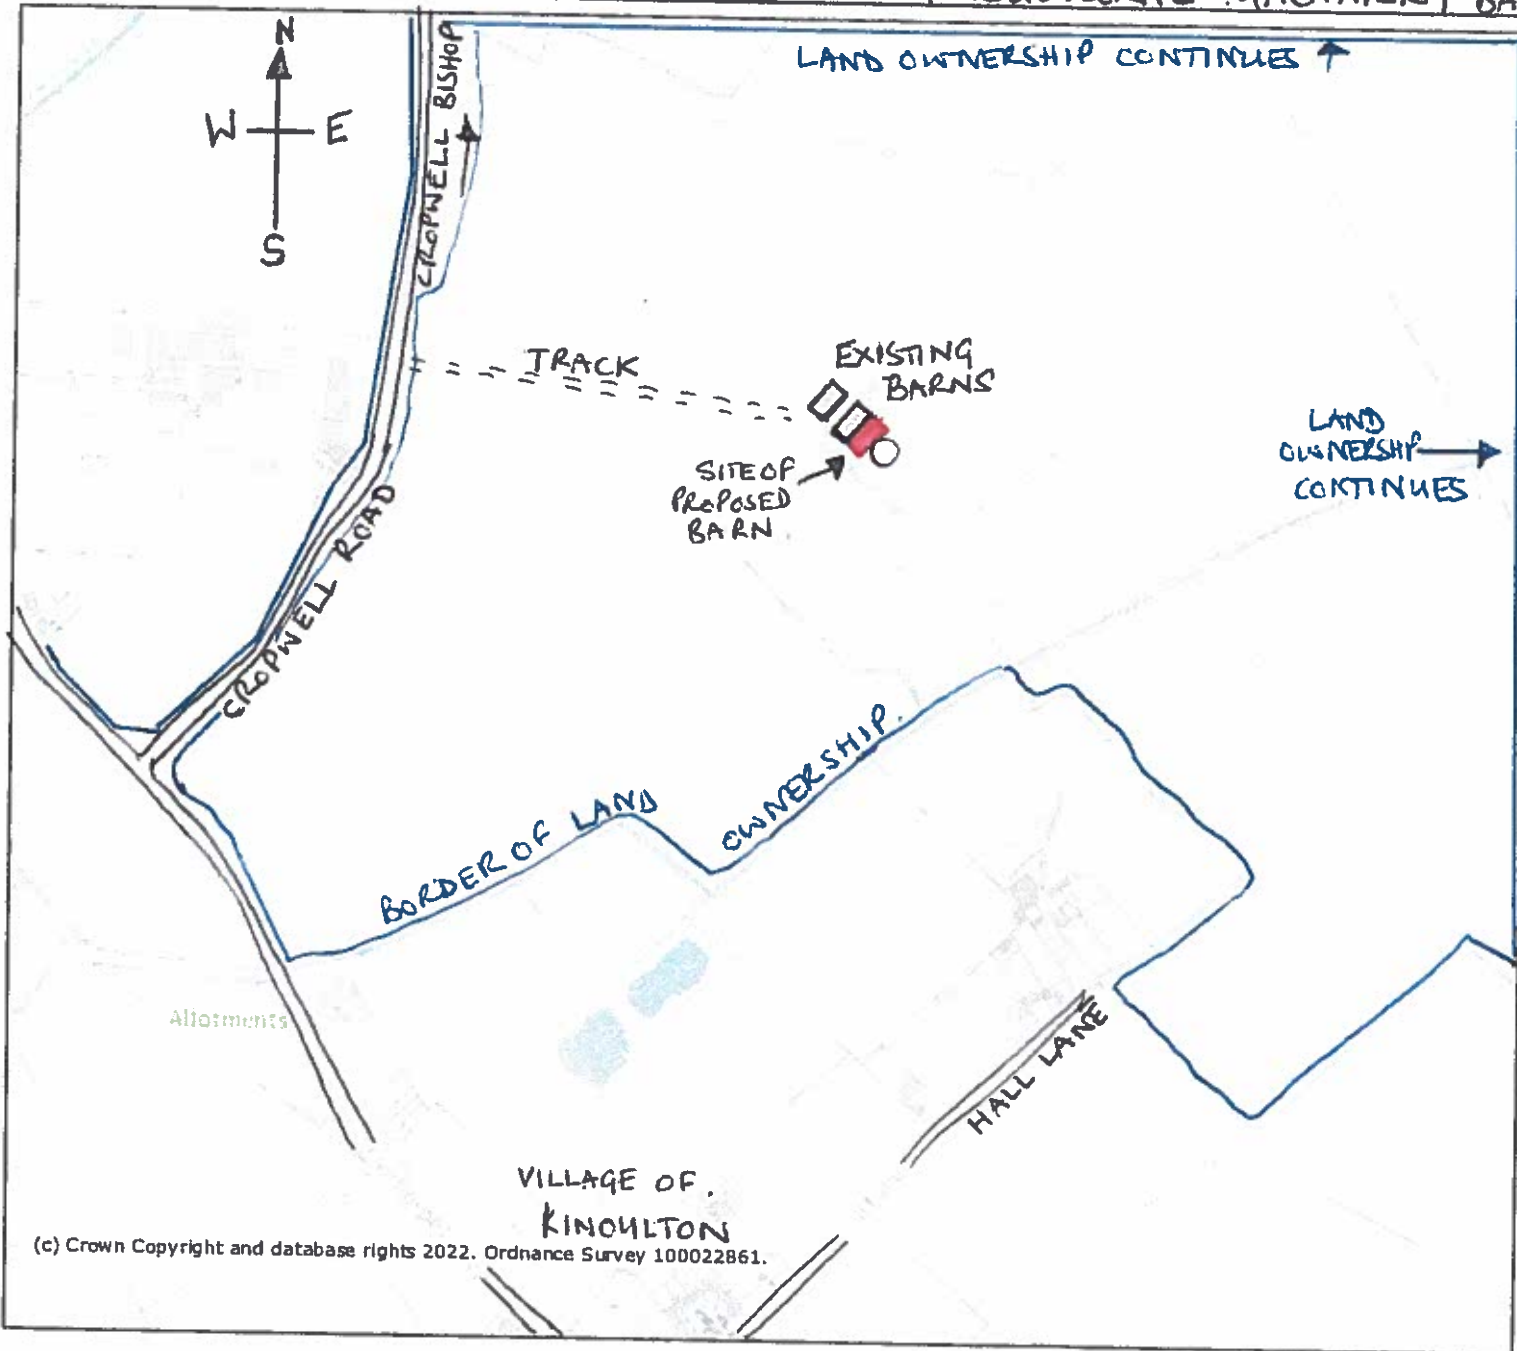 LAND OWNERSHIP CONTINUES
N
W E
S
CROPWELL BISHOP
TRACK
EXISTING
BARNS
SITE OF
PROPOSED
BARN
LAND
OWNERSHIP
CONTINUES
CROPWELL ROAD
BORDER OF LAND OWNERSHIP.
Allotments
HALL LANE
VILLAGE OF.
KINOULTON
(c) Crown Copyright and database rights 2022. Ordnance Survey 100022861.